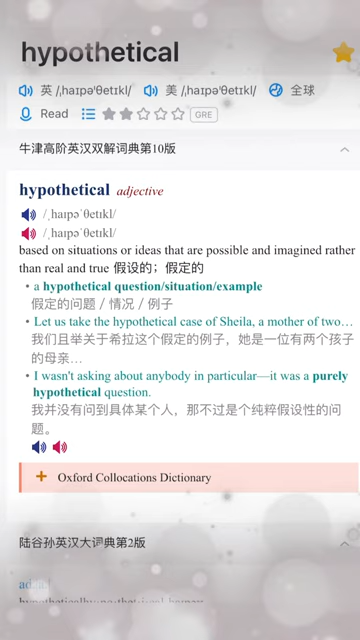 hypothetical
英 /ˌhaɪpəˈθetɪkl/ 美 /ˌhaɪpəˈθetɪkl/ 全球
Read GRE
牛津高阶英汉双解词典第10版
hypothetical adjective
/ˌhaɪpəˈθetɪkl/
/ˌhaɪpəˈθetɪkl/
based on situations or ideas that are possible and imagined rather
than real and true 假设的；假定的
• a hypothetical question/situation/example
假定的问题 / 情况 / 例子
• Let us take the hypothetical case of Sheila, a mother of two…
我们且举关于希拉这个假定的例子，她是一位有两个孩子
的母亲…
• I wasn't asking about anybody in particular—it was a purely
hypothetical question.
我并没有问到具体某个人，那不过是个纯粹假设性的问
题。
+ Oxford Collocations Dictionary
陆谷孙英汉大词典第2版